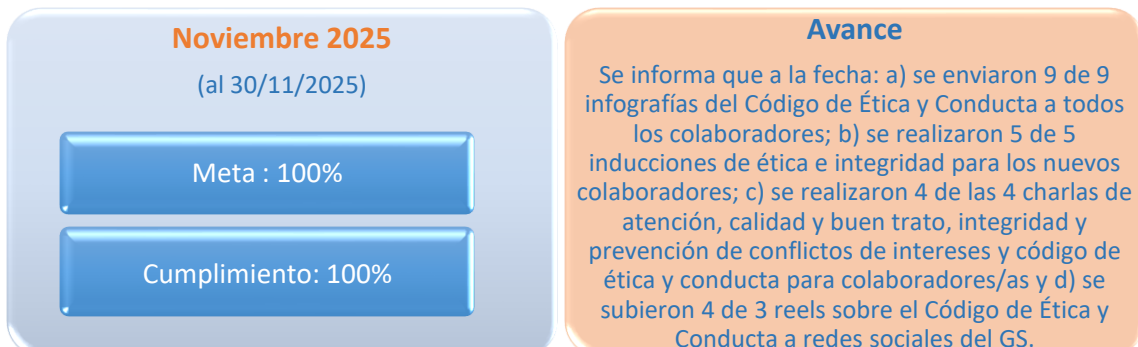 Noviembre 2025
(al 30/11/2025)
Meta : 100%
Cumplimiento: 100%
Avance
Se informa que a la fecha: a) se enviaron 9 de 9
infografías del Código de Ética y Conducta a todos
los colaboradores; b) se realizaron 5 de 5
inducciones de ética e integridad para los nuevos
colaboradores; c) se realizaron 4 de las 4 charlas de
atención, calidad y buen trato, integridad y
prevención de conflictos de intereses y código de
ética y conducta para colaboradores/as y d) se
subieron 4 de 3 reels sobre el Código de Ética y
Conducta a redes sociales del GS.